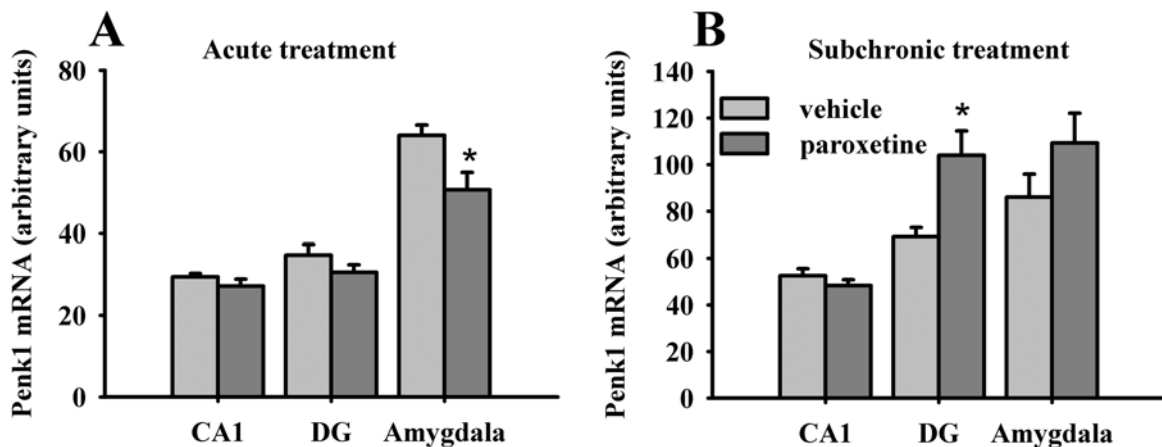 A
Acute treatment
Penk1 mRNA (arbitrary units)
80
60
40
20
0
*
CA1 DG Amygdala
B
Subchronic treatment
Penk1 mRNA (arbitrary units)
140
120
100
80
60
40
20
0
vehicle
paroxetine
*
CA1 DG Amygdala